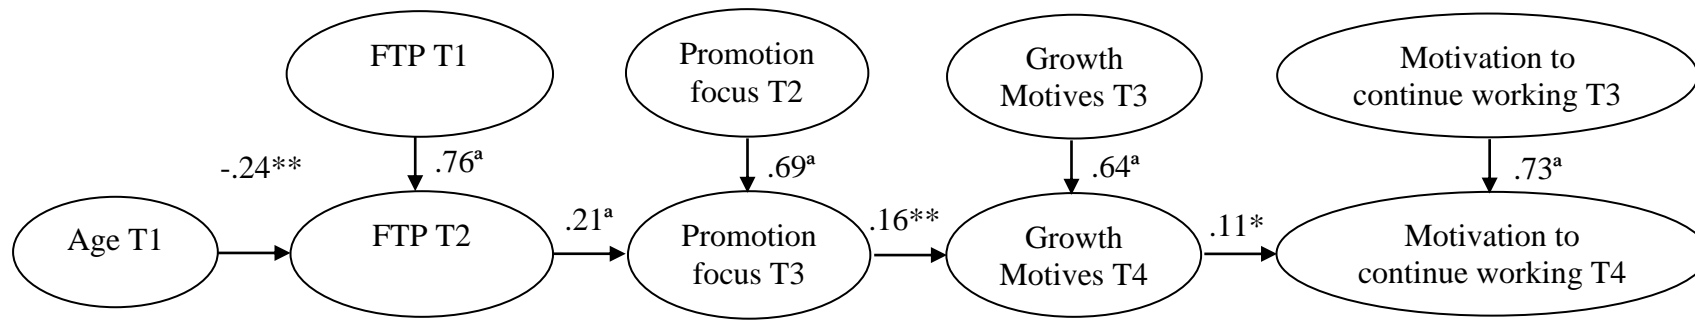 FTP T1
Promotion
focus T2
Growth
Motives T3
Motivation to
continue working T3
-.24**
.76ª
.69ª
.64ª
.73ª
Age T1
FTP T2
.21ª
Promotion
focus T3
.16**
Growth
Motives T4
.11*
Motivation to
continue working T4